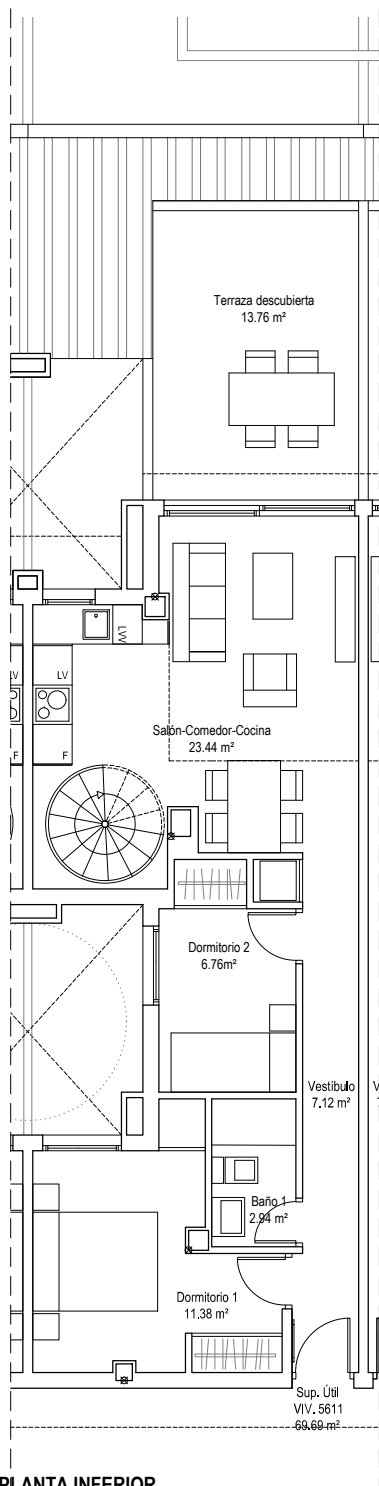 Terraza descubierta
13.76 m²
LVV
LV
LV
F
F
Salón-Comedor-Cocina
23.44 m²
Dormitorio 2
6.76m²
Vestíbulo
7.12 m²
V
7
Baño 1
2.94 m²
Dormitorio 1
11.38 m²
Sup. Útil
VIV. 5611
69.69 m²
PLANTA INFERIOR